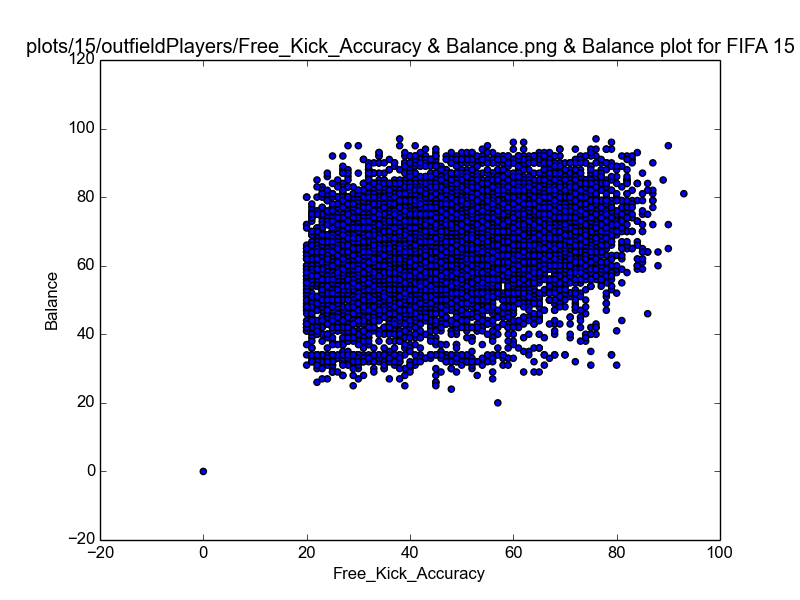 plots/15/outfieldPlayers/Free_Kick_Accuracy & Balance.png & Balance plot for FIFA 15
120
100
80
60
40
20
0
−20
Balance
−20 0 20 40 60 80 100
Free_Kick_Accuracy